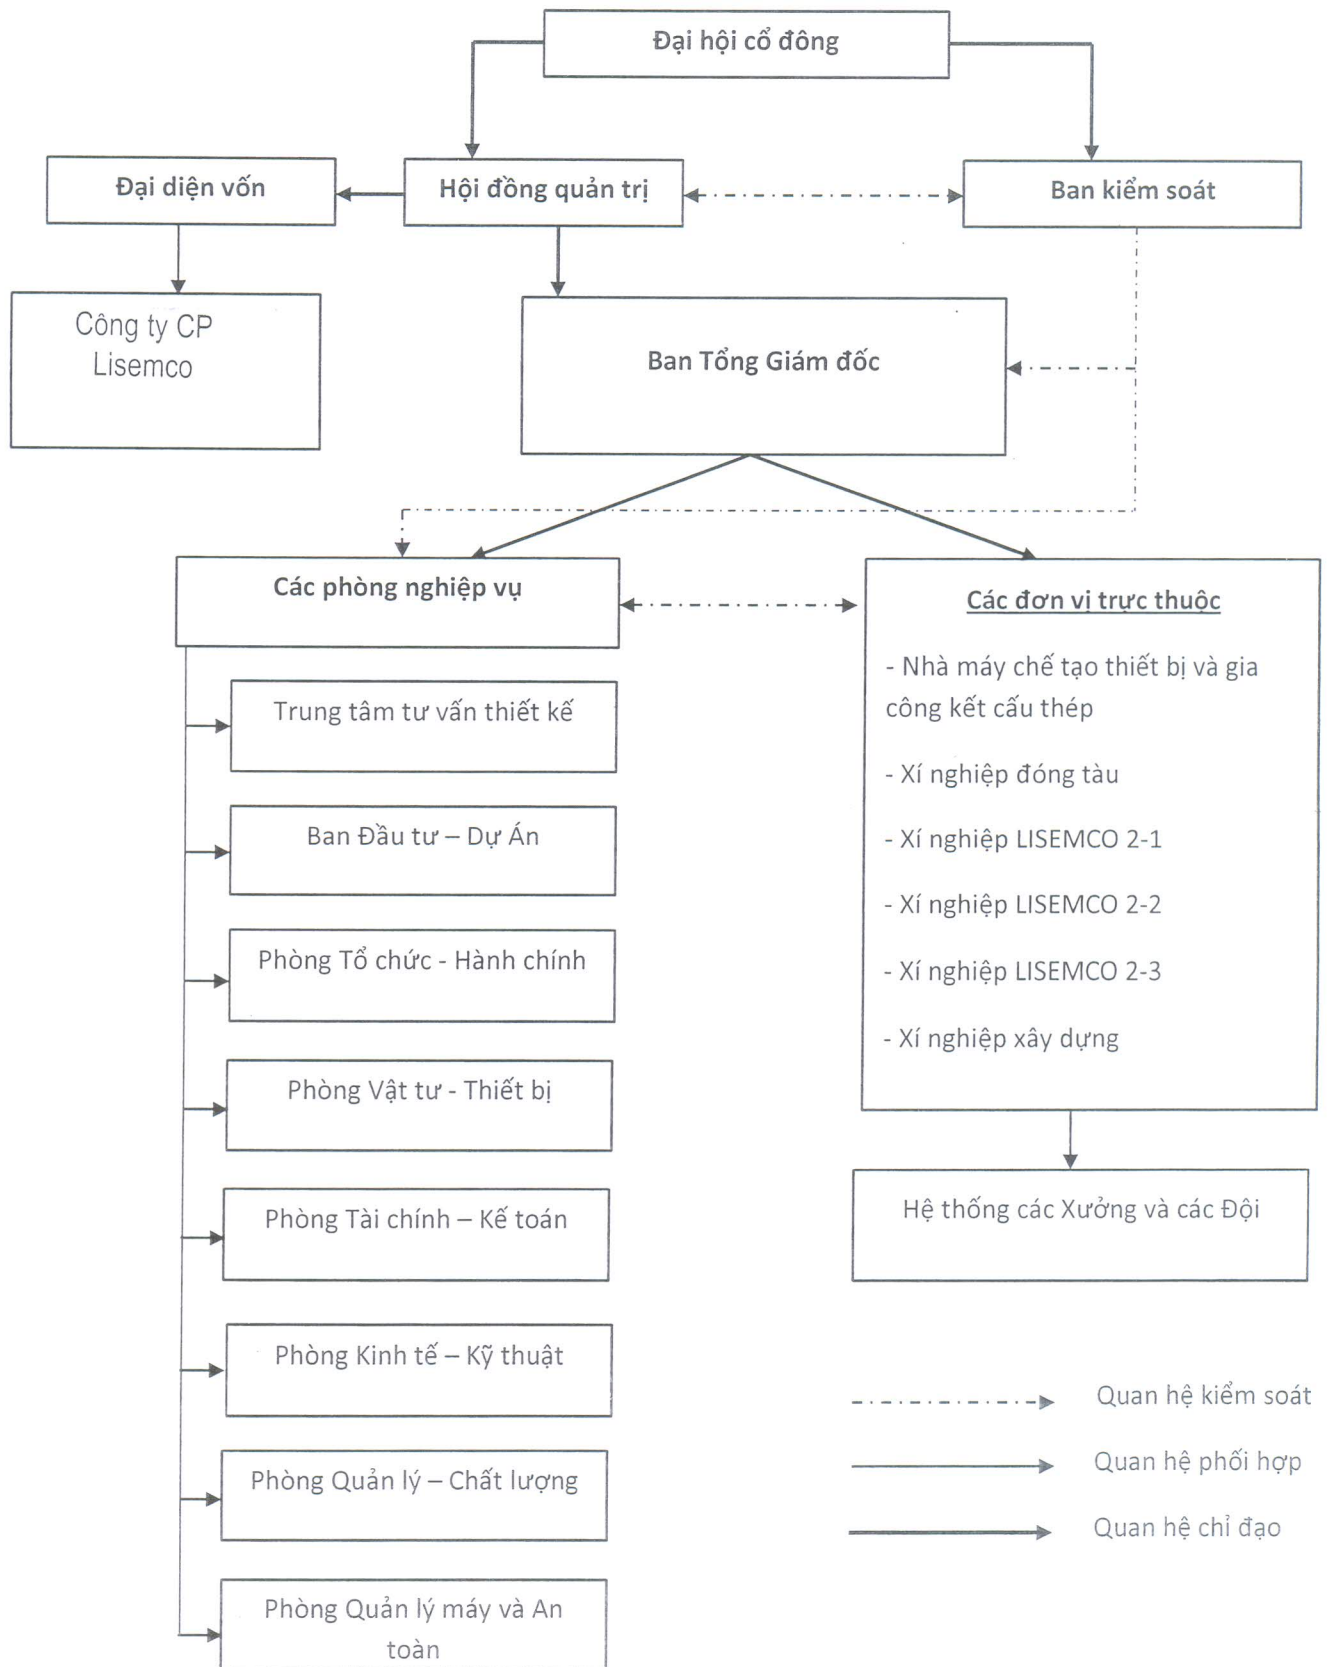 Đại hội cổ đông
Đại diện vốn
Hội đồng quản trị
Ban kiểm soát
Công ty CP
Lisemco
Ban Tổng Giám đốc
Các phòng nghiệp vụ
Các đơn vị trực thuộc
- Nhà máy chế tạo thiết bị và gia
công kết cấu thép
- Xí nghiệp đóng tàu
- Xí nghiệp LISEMCO 2-1
- Xí nghiệp LISEMCO 2-2
- Xí nghiệp LISEMCO 2-3
- Xí nghiệp xây dựng
Trung tâm tư vấn thiết kế
Ban Đầu tư – Dự Án
Phòng Tổ chức - Hành chính
Phòng Vật tư - Thiết bị
Phòng Tài chính – Kế toán
Phòng Kinh tế – Kỹ thuật
Phòng Quản lý – Chất lượng
Phòng Quản lý máy và An
toàn
Hệ thống các Xưởng và các Đội
Quan hệ kiểm soát
Quan hệ phối hợp
Quan hệ chỉ đạo